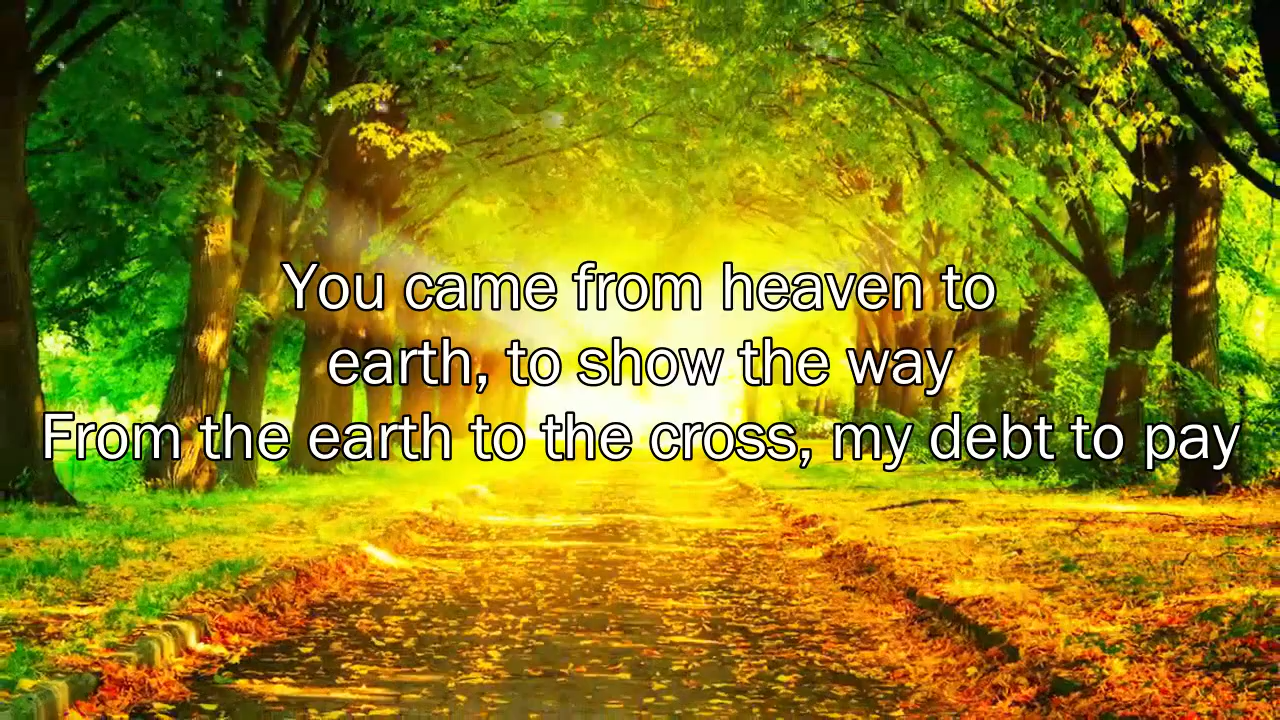 You came from heaven to
earth, to show the way
From the earth to the cross, my debt to pay